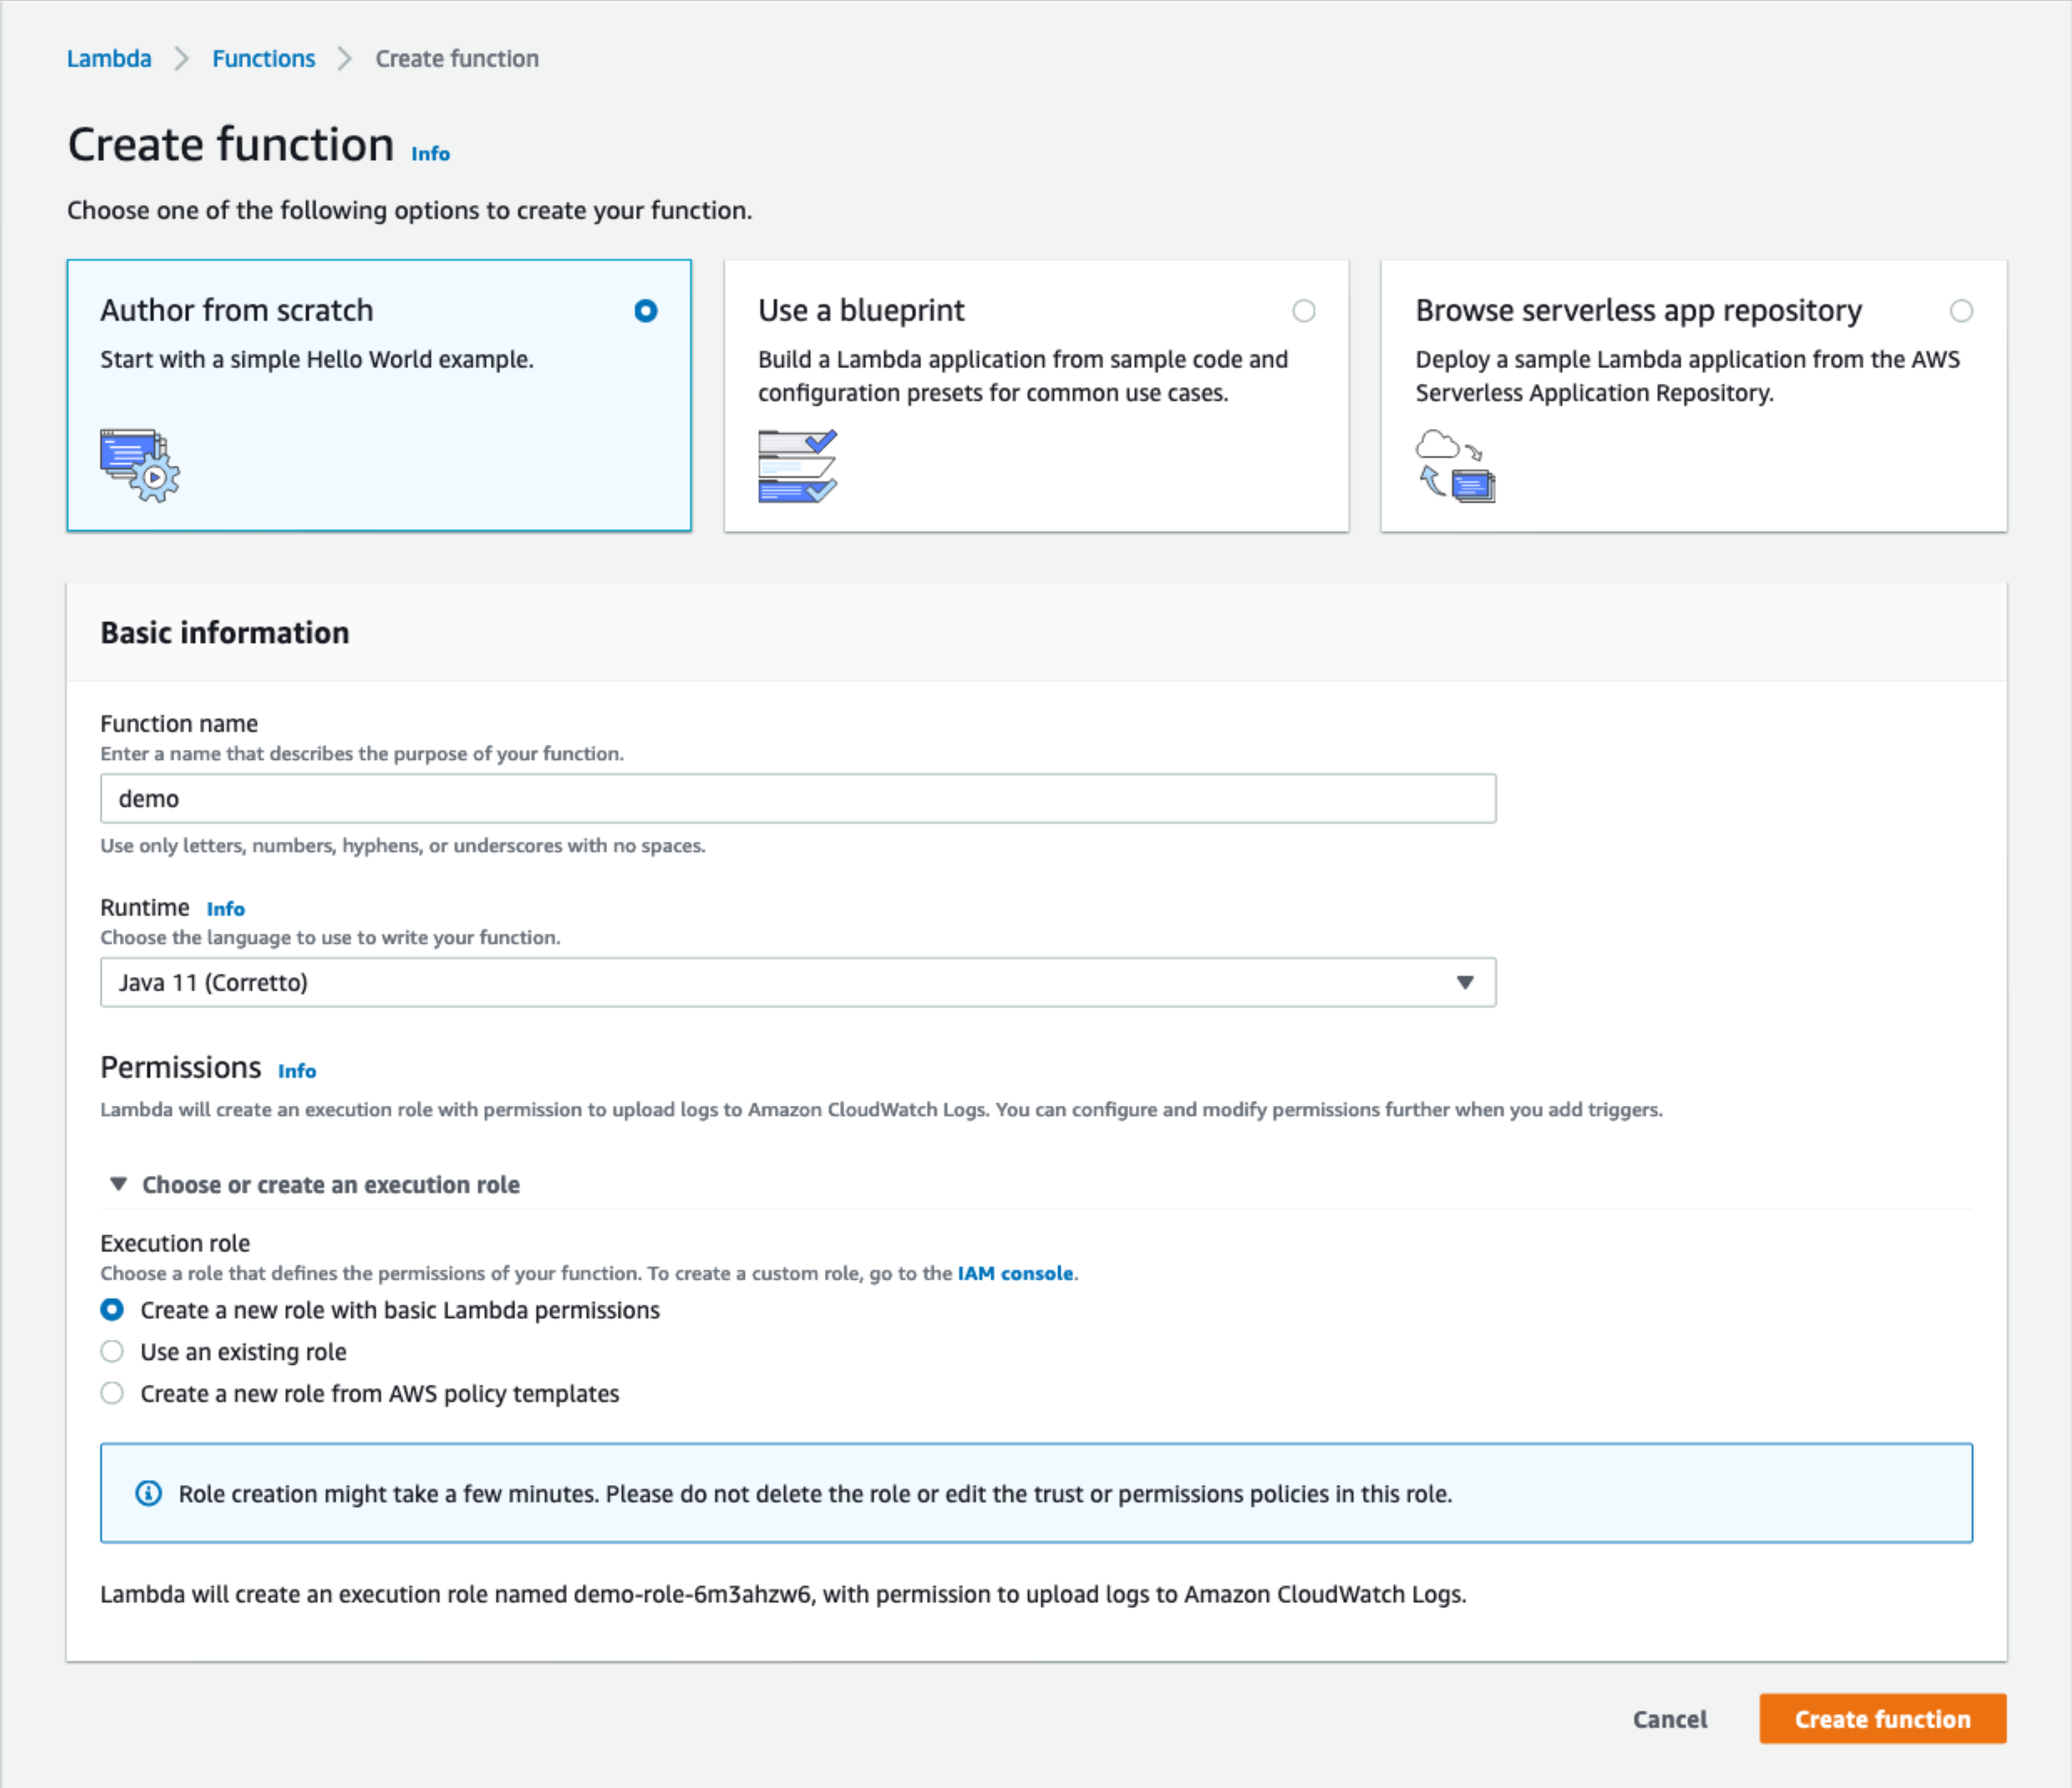 Lambda > Functions > Create function
Create function Info
Choose one of the following options to create your function.
Author from scratch
Start with a simple Hello World example.
Use a blueprint
Build a Lambda application from sample code and
configuration presets for common use cases.
Browse serverless app repository
Deploy a sample Lambda application from the AWS
Serverless Application Repository.
Basic information
Function name
Enter a name that describes the purpose of your function.
demo
Use only letters, numbers, hyphens, or underscores with no spaces.
Runtime Info
Choose the language to use to write your function.
Java 11 (Corretto)
Permissions Info
Lambda will create an execution role with permission to upload logs to Amazon CloudWatch Logs. You can configure and modify permissions further when you add triggers.
Choose or create an execution role
Execution role
Choose a role that defines the permissions of your function. To create a custom role, go to the IAM console.
Create a new role with basic Lambda permissions
Use an existing role
Create a new role from AWS policy templates
Role creation might take a few minutes. Please do not delete the role or edit the trust or permissions policies in this role.
Lambda will create an execution role named demo-role-6m3ahzw6, with permission to upload logs to Amazon CloudWatch Logs.
Cancel
Create function